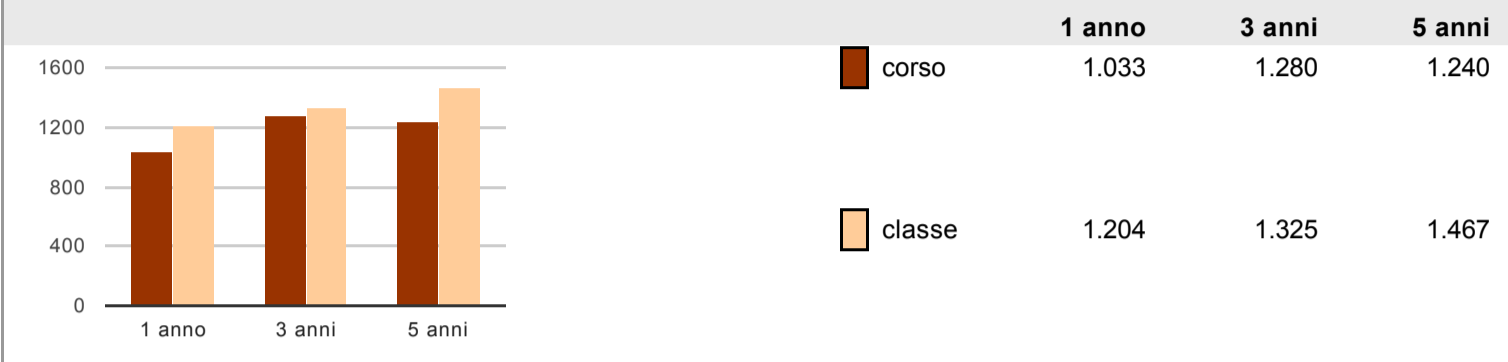 1 anno 3 anni 5 anni
1600
1200
800
400
0
1 anno 3 anni 5 anni
corso 1.033 1.280 1.240
classe 1.204 1.325 1.467